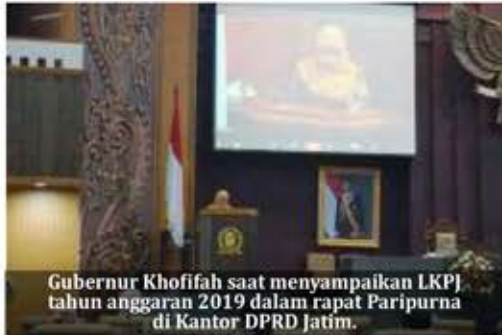 Gubernur Khofifah saat menyampaikan LKPJ
tahun anggaran 2019 dalam rapat Paripurna
di Kantor DPRD Jatim.